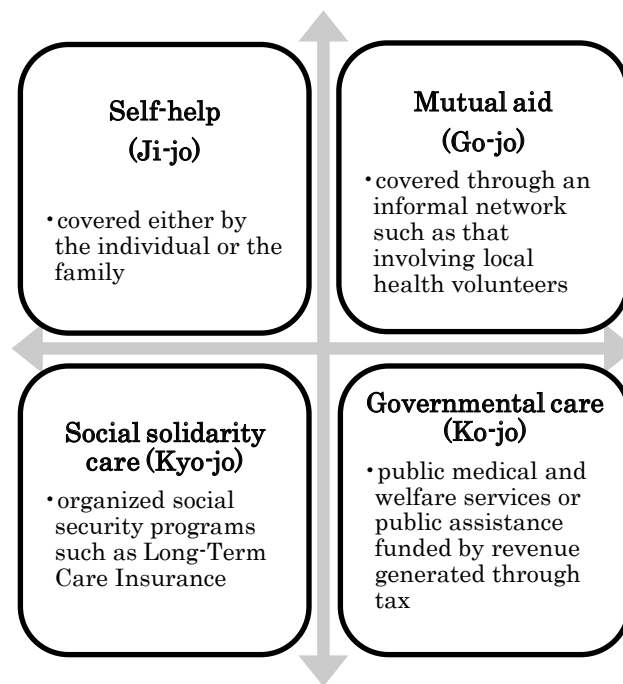 Self-help
(Ji-jo)
・covered either by
the individual or the
family
Mutual aid
(Go-jo)
・covered through an
informal network
such as that
involving local
health volunteers
Social solidarity
care (Kyo-jo)
・organized social
security programs
such as Long-Term
Care Insurance
Governmental care
(Ko-jo)
・public medical and
welfare services or
public assistance
funded by revenue
generated through
tax